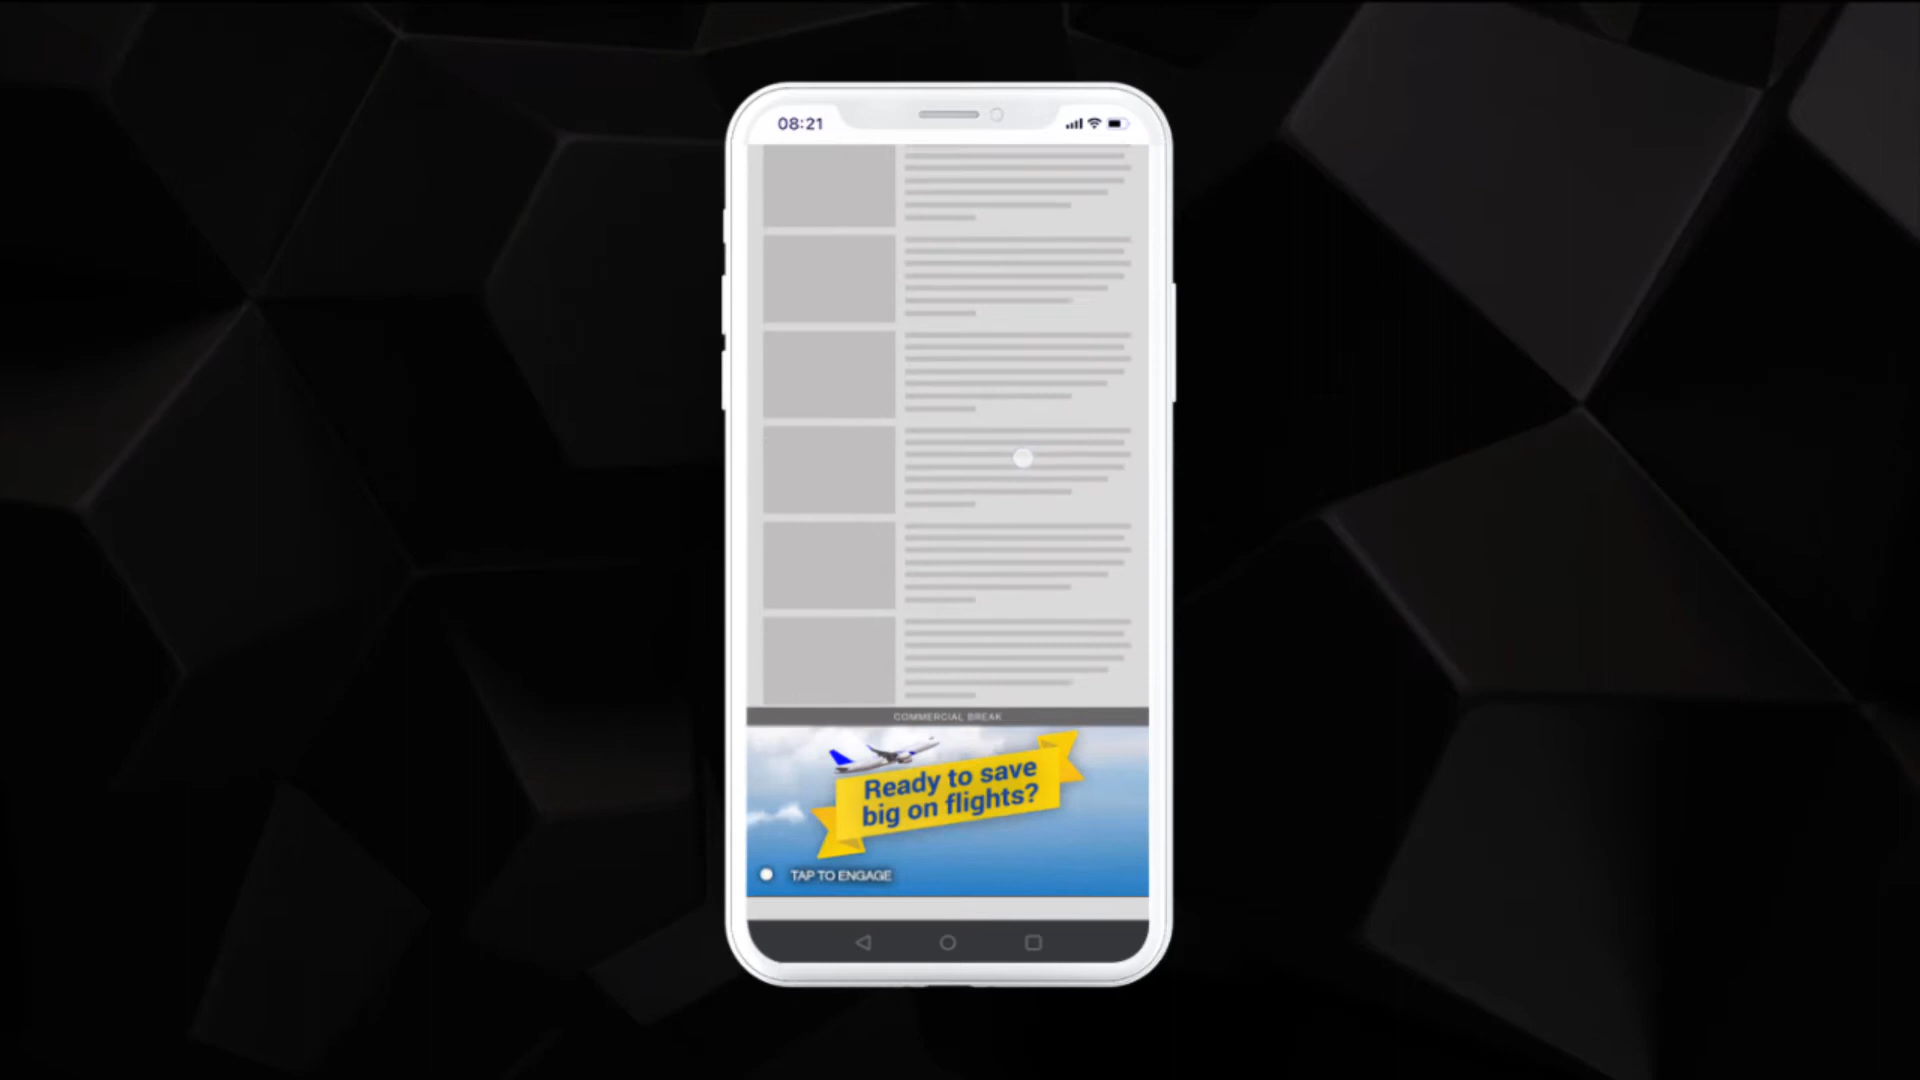 08:21
COMMERCIAL BREAK
Ready to save
big on flights?
TAP TO ENGAGE